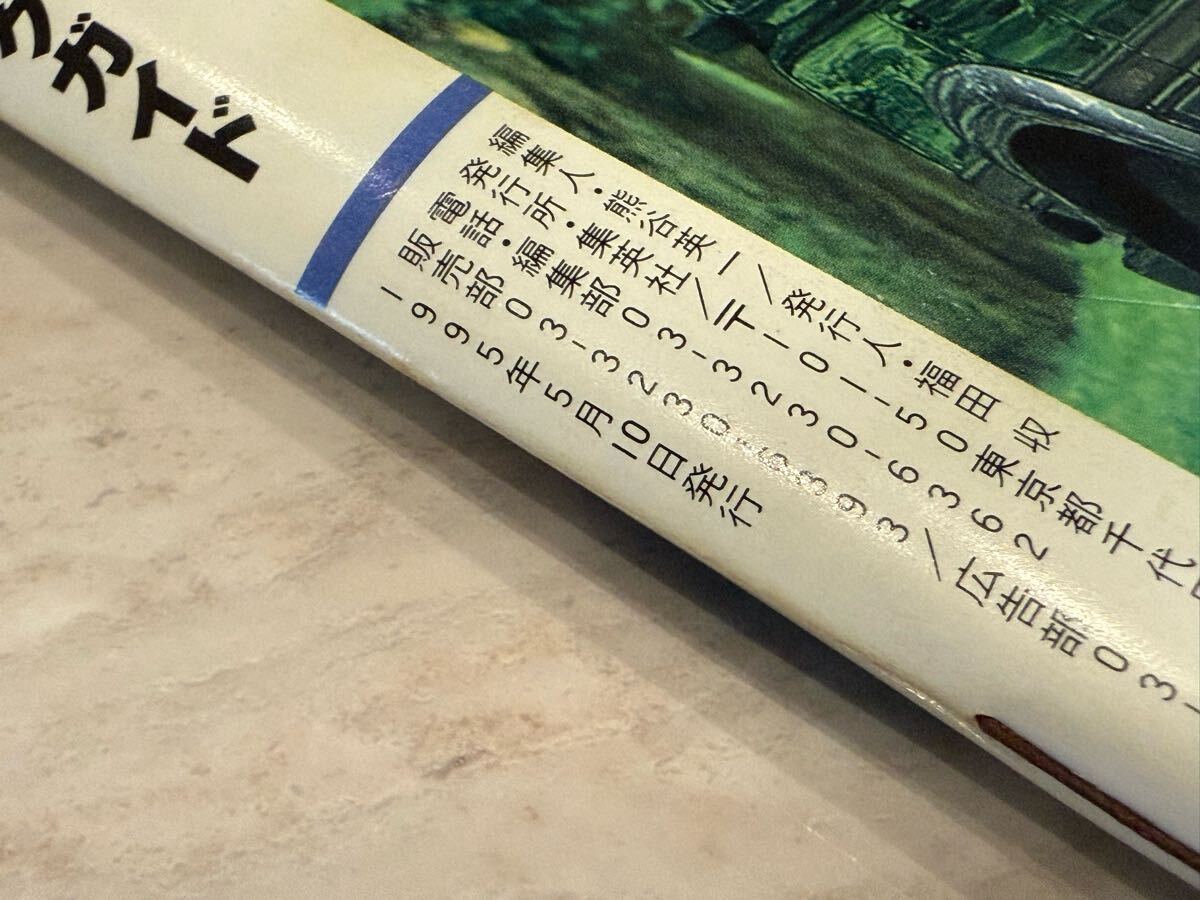 ガイド
編集人・熊谷英一／発行人・福田 収
発行所・集英社／〒101-50東京都千代
電話・編集部03-3230-6362
販売部03-3230-6393／広告部03-
1995年5月10日発行